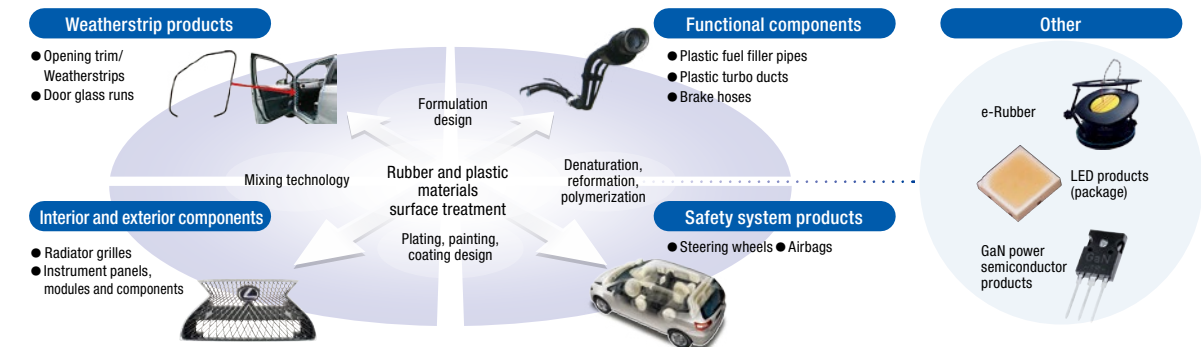 Weatherstrip products
● Opening trim/
Weatherstrips
● Door glass runs
Functional components
● Plastic fuel filler pipes
● Plastic turbo ducts
● Brake hoses
Other
e-Rubber
LED products
(package)
GaN power
semiconductor
products
GaN
Formulation
design
Mixing technology
Rubber and plastic
materials
surface treatment
Denaturation,
reformation,
polymerization
Plating, painting,
coating design
Interior and exterior components
● Radiator grilles
● Instrument panels,
modules and components
Safety system products
● Steering wheels ● Airbags